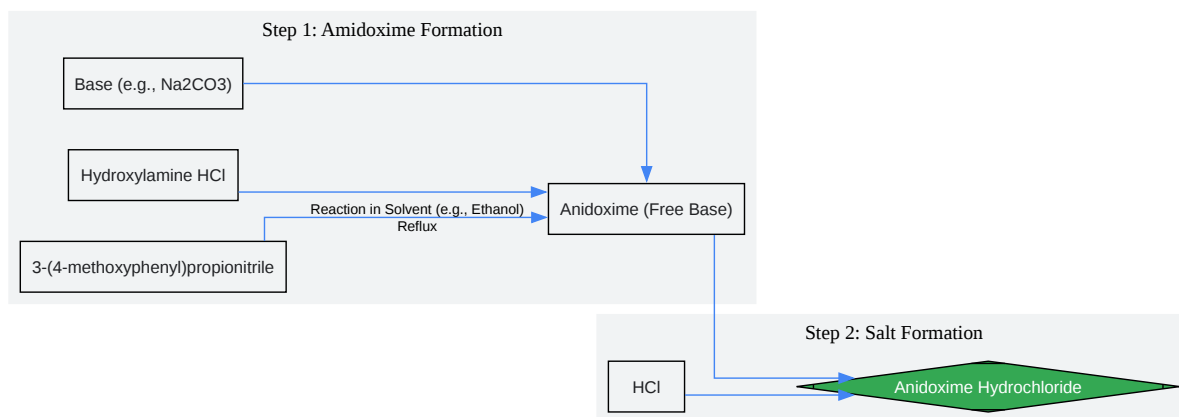 Step 1: Amidoxime Formation
Base (e.g., Na2CO3)
Hydroxylamine HCl
Reaction in Solvent (e.g., Ethanol)
Reflux
Anidoxime (Free Base)
3-(4-methoxyphenyl)propionitrile
Step 2: Salt Formation
HCl
Anidoxime Hydrochloride